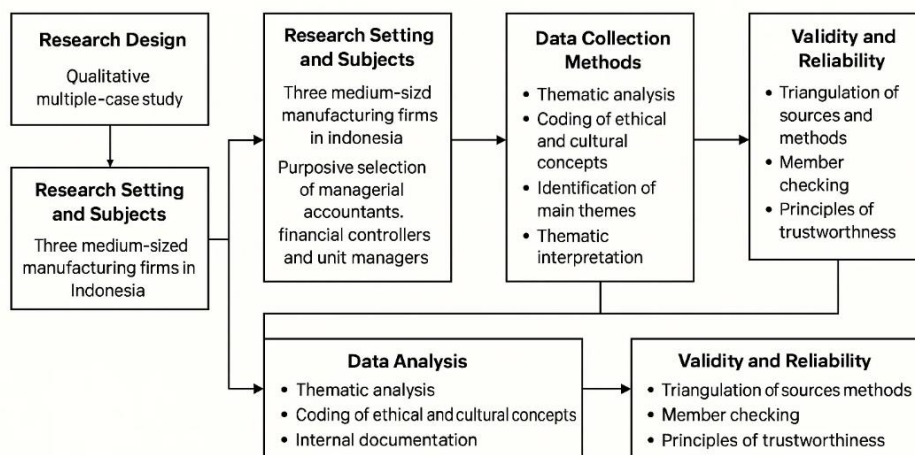 Research Design
Qualitative
multiple-case study
Research Setting
and Subjects
Three medium-sized
manufacturing firms in
Indonesia
Research Setting
and Subjects
Three medium-sizd
manufacturing firms
in indonesia
Purposive selection
of managerial
accountants.
financial controllers
and unit managers
Data Collection
Methods
• Thematic analysis
• Coding of ethical
and cultural
concepts
• Identification of
main themes
• Thematic
interpretation
Validity and
Reliability
• Triangulation of
sources and
methods
• Member
checking
• Principles of
trustworthness
Data Analysis
• Thematic analysis
• Coding of ethical and cultural concepts
• Internal documentation
Validity and Reliability
• Triangulation of sources methods
• Member checking
• Principles of trustworthiness